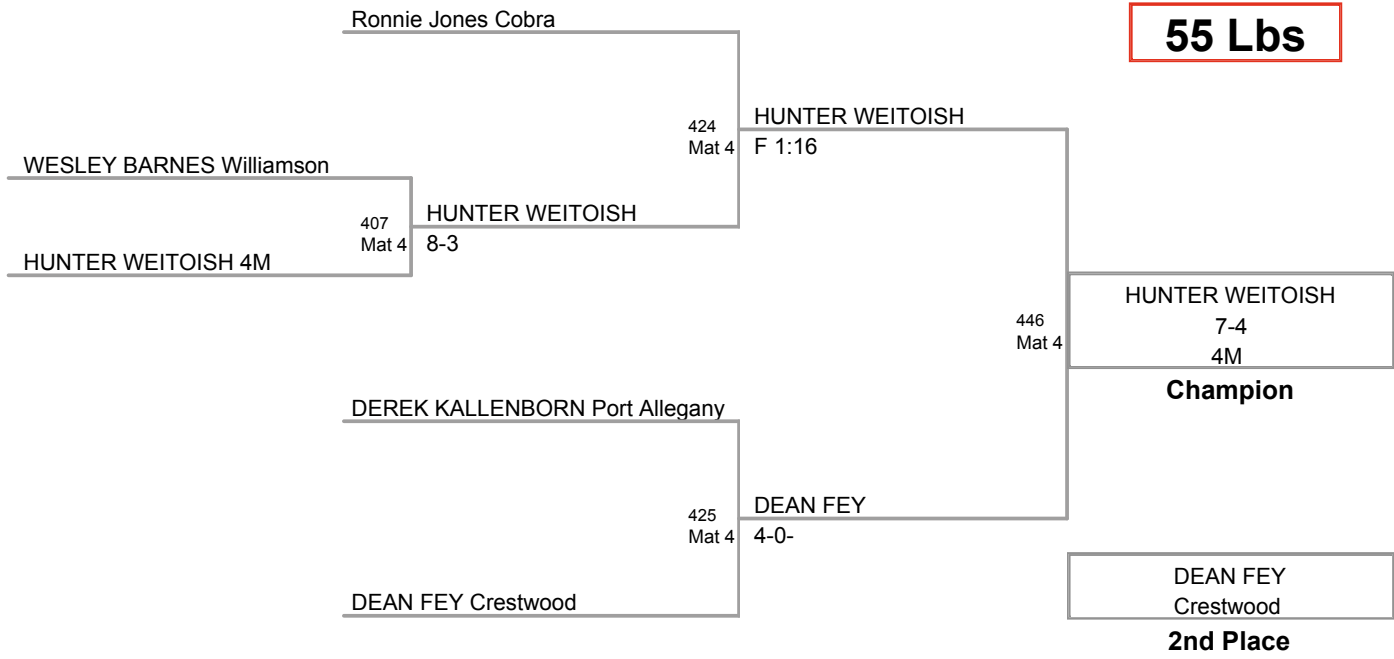 Ronnie Jones Cobra
55 Lbs
HUNTER WEITOISH
424
Mat 4
F 1:16
WESLEY BARNES Williamson
HUNTER WEITOISH
407
Mat 4
8-3
HUNTER WEITOISH 4M
HUNTER WEITOISH
7-4
4M
446
Mat 4
Champion
DEREK KALLENBORN Port Allegany
DEAN FEY
425
Mat 4
4-0-
DEAN FEY Crestwood
DEAN FEY
Crestwood
2nd Place